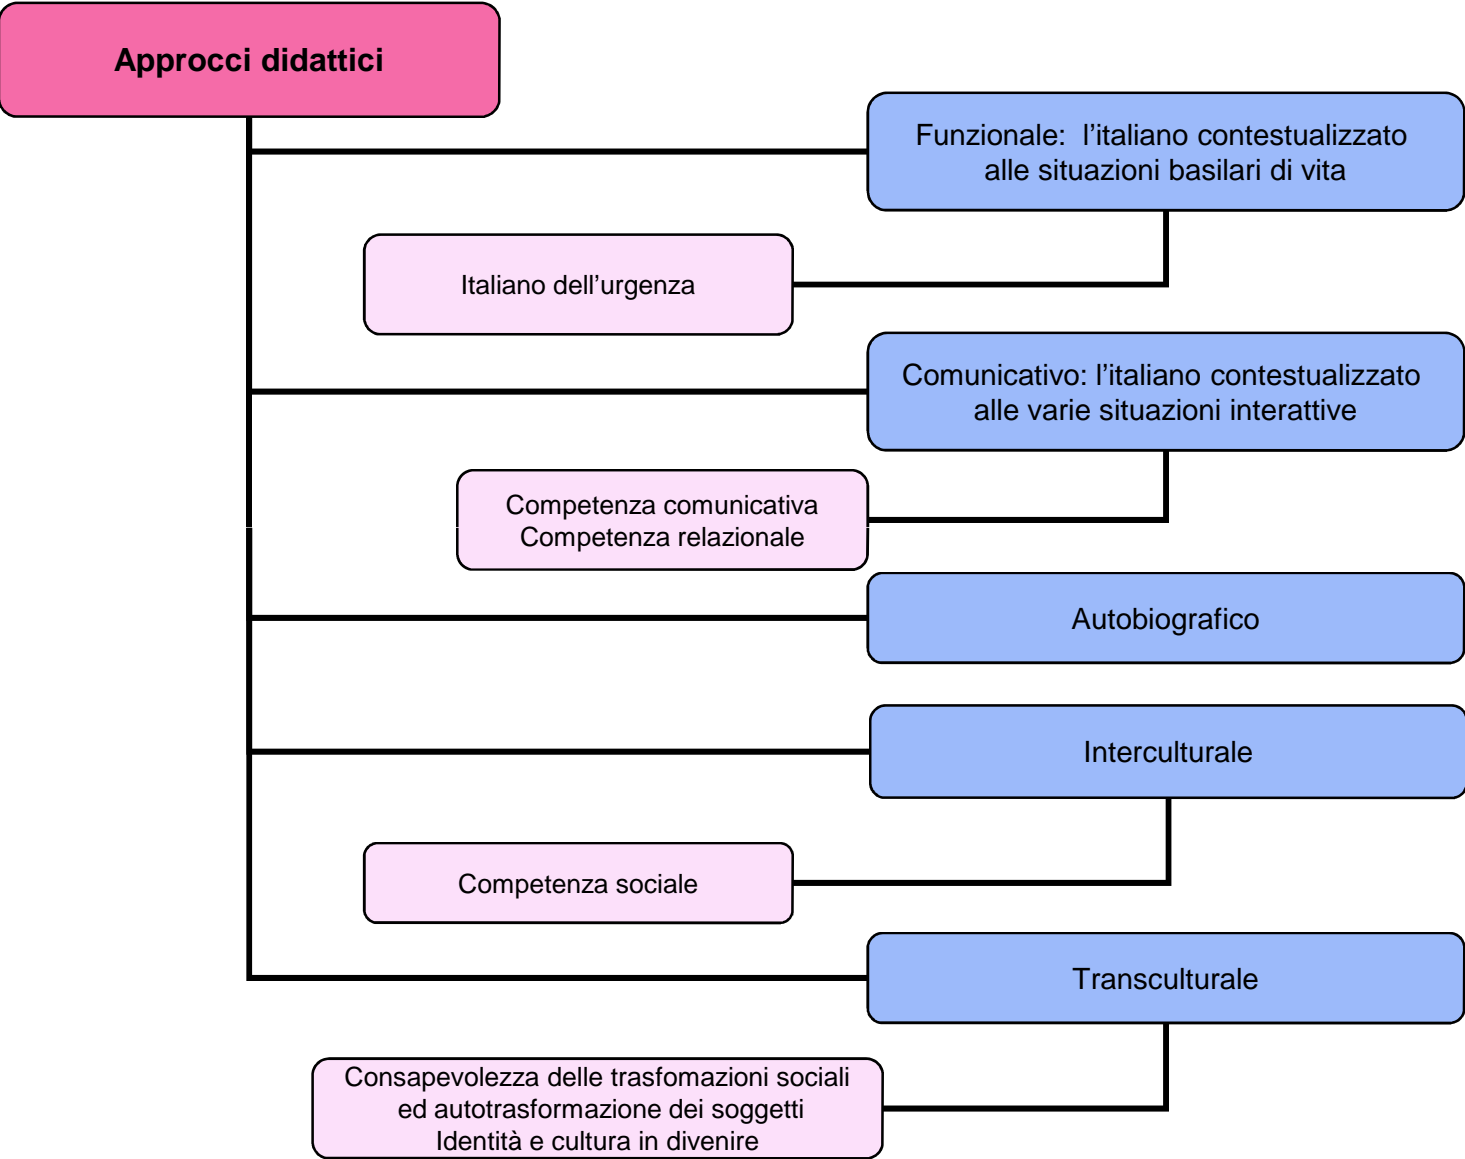 Approcci didattici
Funzionale:  l’italiano contestualizzato
alle situazioni basilari di vita
Italiano dell’urgenza
Comunicativo: l’italiano contestualizzato
alle varie situazioni interattive
Competenza comunicativa
Competenza relazionale
Autobiografico
Interculturale
Competenza sociale
Transculturale
Consapevolezza delle trasfomazioni sociali
ed autotrasformazione dei soggetti
Identità e cultura in divenire